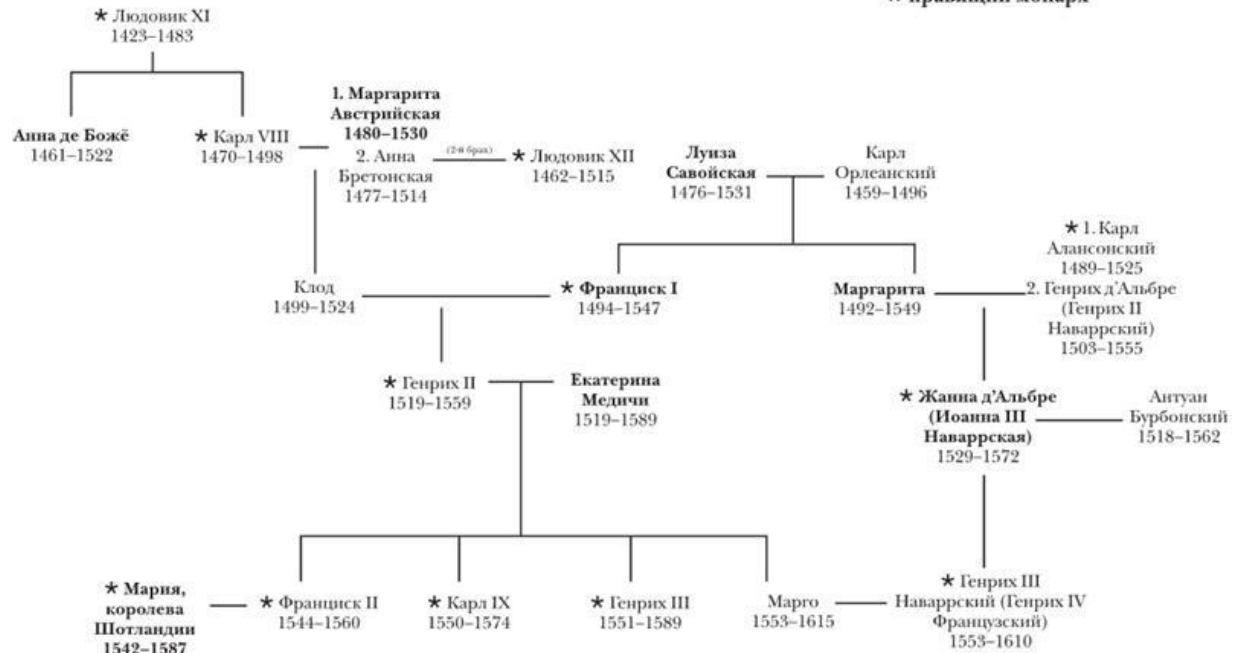 ★ Людовик XI
1423–1483
Анна де Божё
1461–1522
★ Карл VIII
1470–1498
1. Маргарита
Австрийская
1480–1530
2. Анна
Бретонская
1477–1514
(2-й брак)
★ Людовик XII
1462–1515
Луиза
Савойская
1476–1531
Карл
Орлеанский
1459–1496
Клод
1499–1524
★ Франциск I
1494–1547
Маргарита
1492–1549
★ 1. Карл
Алансонский
1489–1525
2. Генрих д’Альбре
(Генрих II
Наваррский)
1503–1555
★ Генрих II
1519–1559
Екатерина
Медичи
1519–1589
★ Жанна д’Альбре
(Иоанна III
Наваррская)
1529–1572
Антуан
Бурбонский
1518–1562
★ Мария,
королева
Шотландии
1542–1587
★ Франциск II
1544–1560
★ Карл IX
1550–1574
★ Генрих III
1551–1589
Марго
1553–1615
★ Генрих III
Наваррский (Генрих IV
Французский)
1553–1610